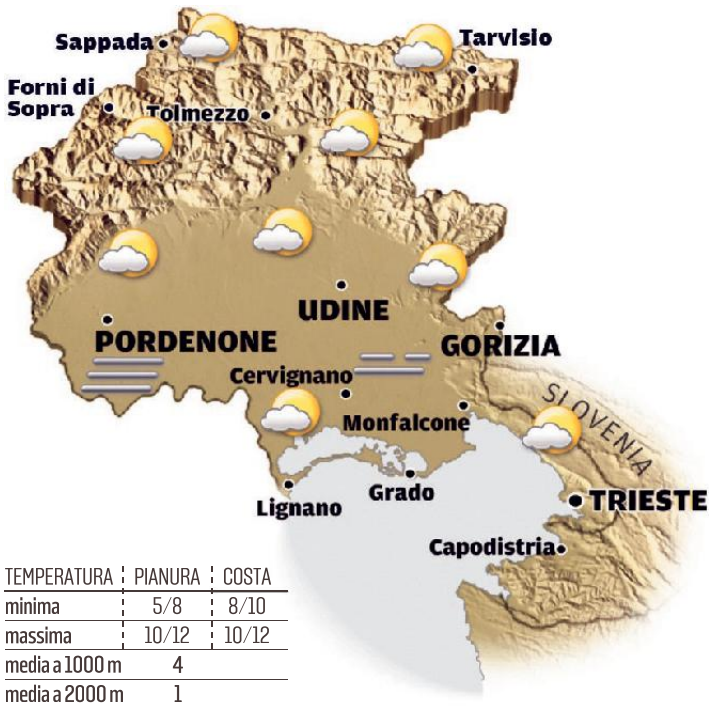 Sappada
Tarvisio
Forni di
Sopra
Tolmezzo
UDINE
PORDENONE
GORIZIA
Cervignano
SLOVENIA
Monfalcone
Lignano
Grado
TRIESTE
Capodistria
TEMPERATURA PIANURA COSTA
minima 5/8 8/10
massima 10/12 10/12
media a 1000 m 4
media a 2000 m 1